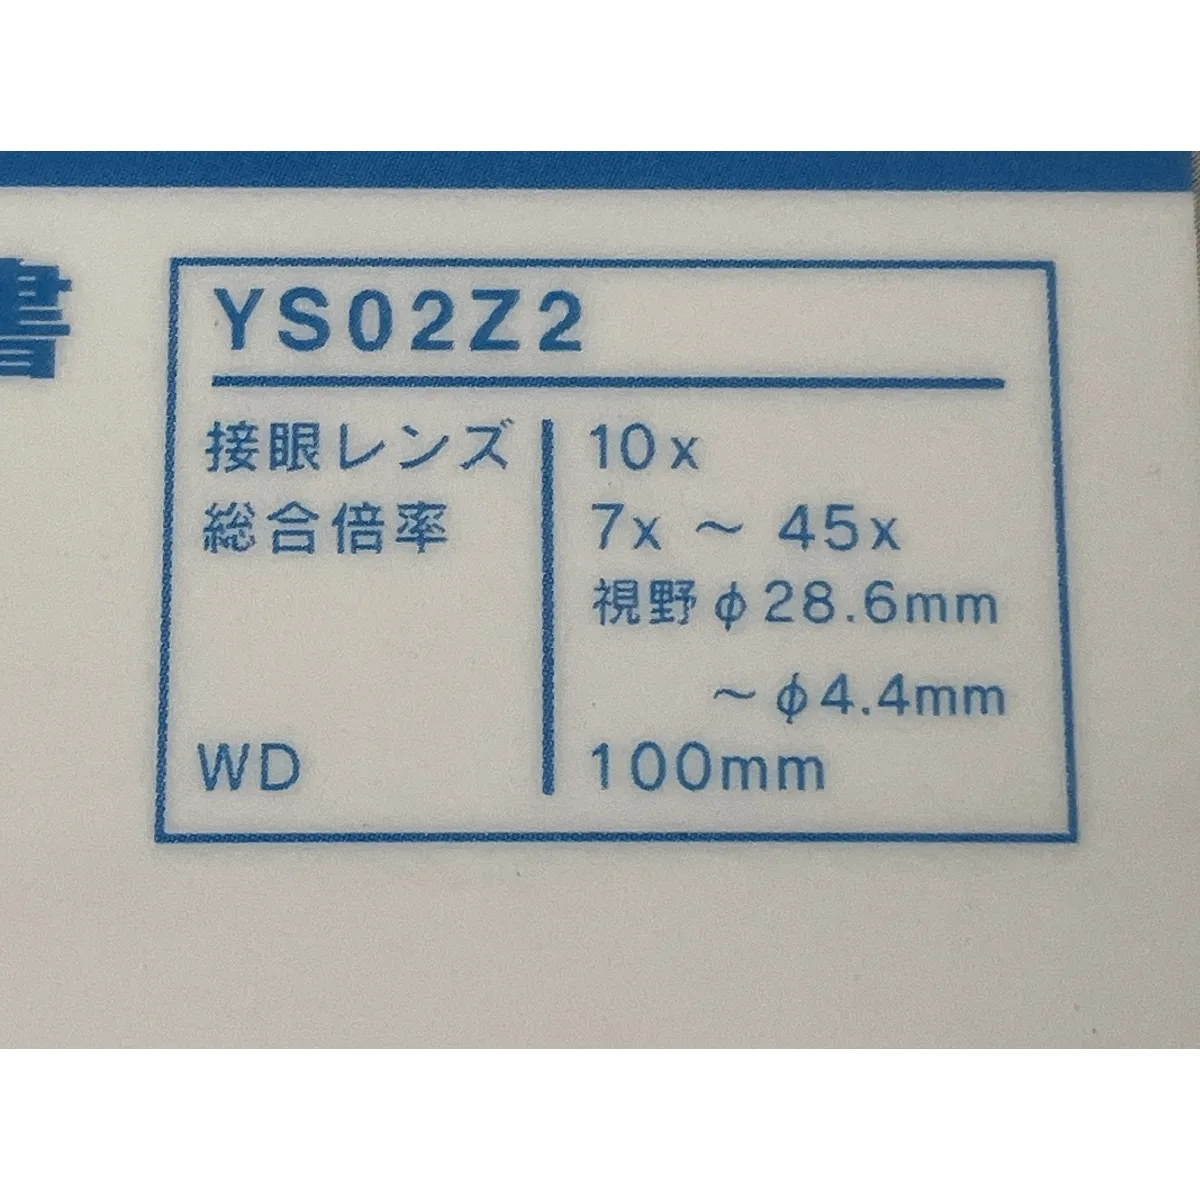 書
YS02Z2
接眼レンズ 10x
総合倍率 7x ～ 45x
視野φ28.6mm
～φ4.4mm
WD 100mm